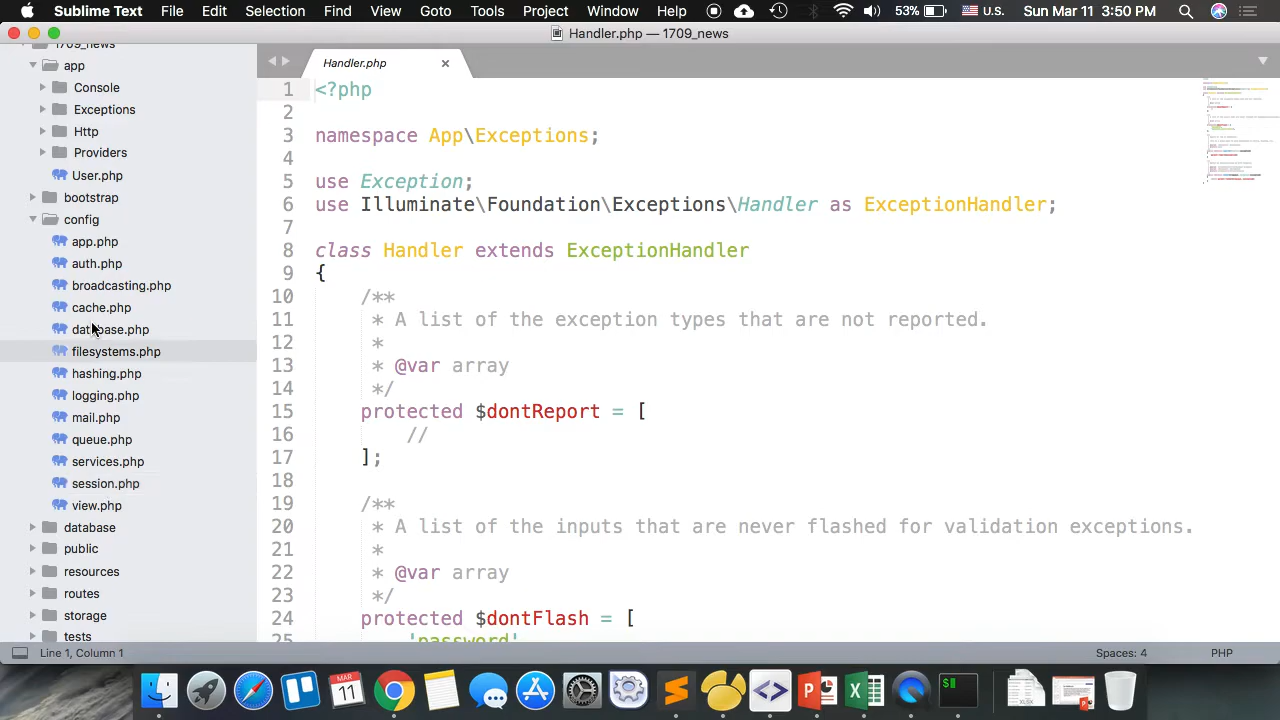 Sublime Text File Edit Selection Find View Goto Tools Project Window Help 53% U.S. Sun Mar 11 3:50 PM
Handler.php — 1709_news
1709_news
app
Console
Exceptions
Http
Providers
User.php
bootstrap
config
app.php
auth.php
broadcasting.php
cache.php
database.php
filesystems.php
hashing.php
logging.php
mail.php
queue.php
services.php
session.php
view.php
database
public
resources
routes
storage
tests
Handler.php
1 <?php
2
3 namespace App\Exceptions;
4
5 use Exception;
6 use Illuminate\Foundation\Exceptions\Handler as ExceptionHandler;
7
8 class Handler extends ExceptionHandler
9 {
10 /**
11 * A list of the exception types that are not reported.
12 *
13 * @var array
14 */
15 protected $dontReport = [
16 //
17 ];
18
19 /**
20 * A list of the inputs that are never flashed for validation exceptions.
21 *
22 * @var array
23 */
24 protected $dontFlash = [
25 'password'
Line 1, Column 1 Spaces: 4 PHP
MAR
11